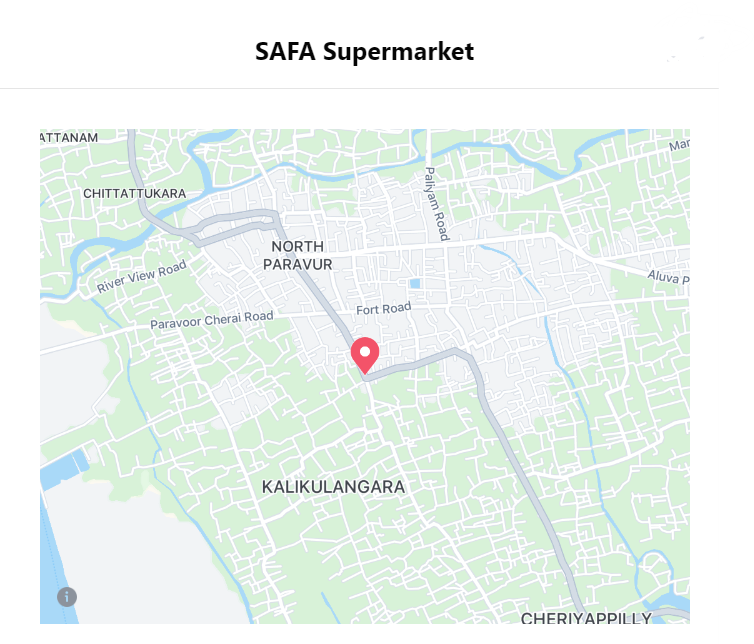 SAFA Supermarket
ATTANAM
Mar
CHITTATTUKARA
Paliyam Road
NORTH
PARAVUR
River View Road
Aluva P
Fort Road
Paravoor Cherai Road
KALIKULANGARA
i
CHERIYAPPILLY